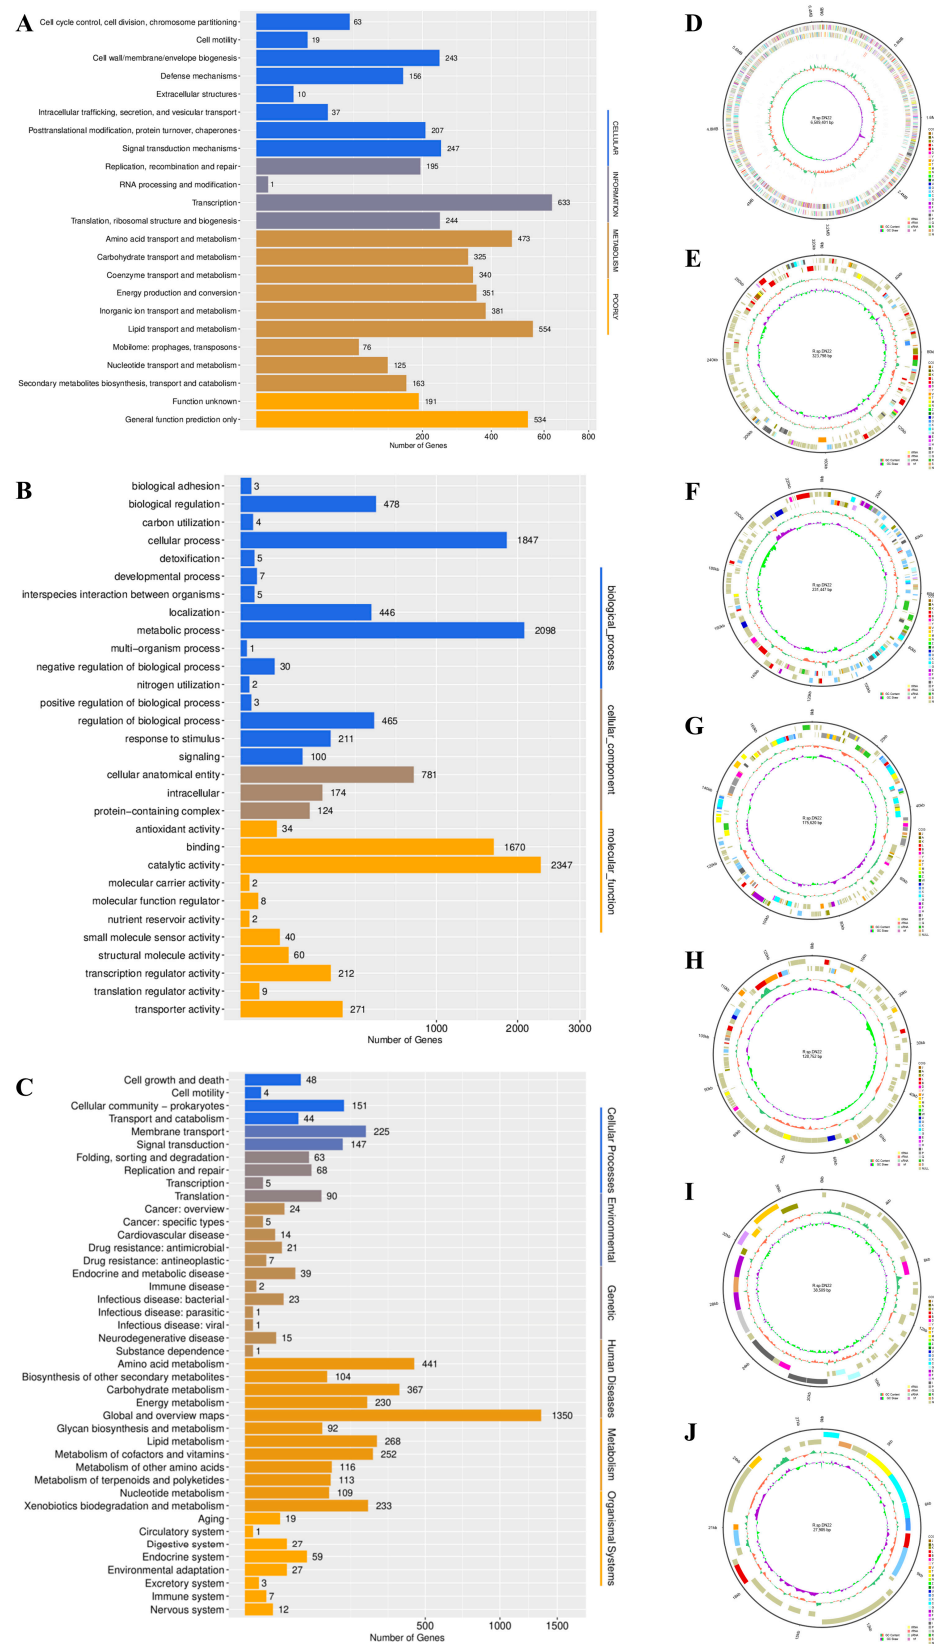 A
Cell cycle control, cell division, chromosome partitioning
63
Cell motility
19
Cell wall/membrane/envelope biogenesis
243
Defense mechanisms
156
Extracellular structures
10
Intracellular trafficking, secretion, and vesicular transport
37
Posttranslational modification, protein turnover, chaperones
207
Signal transduction mechanisms
247
Replication, recombination and repair
195
RNA processing and modification
1
Transcription
633
Translation, ribosomal structure and biogenesis
244
Amino acid transport and metabolism
473
Carbohydrate transport and metabolism
325
Coenzyme transport and metabolism
340
Energy production and conversion
351
Inorganic ion transport and metabolism
381
Lipid transport and metabolism
554
Mobilome: prophages, transposons
76
Nucleotide transport and metabolism
125
Secondary metabolites biosynthesis, transport and catabolism
163
Function unknown
191
General function prediction only
534
200 400 600 800
Number of Genes
CELLULAR
INFORMATION
METABOLISM
POORLY
B
biological adhesion
3
biological regulation
478
carbon utilization
4
cellular process
1847
detoxification
5
developmental process
7
interspecies interaction between organisms
5
localization
446
metabolic process
2098
multi−organism process
1
negative regulation of biological process
30
nitrogen utilization
2
positive regulation of biological process
3
regulation of biological process
465
response to stimulus
211
signaling
100
cellular anatomical entity
781
intracellular
174
protein−containing complex
124
antioxidant activity
34
binding
1670
catalytic activity
2347
molecular carrier activity
2
molecular function regulator
8
nutrient reservoir activity
2
small molecule sensor activity
40
structural molecule activity
60
transcription regulator activity
212
translation regulator activity
9
transporter activity
271
1000 2000 3000
Number of Genes
biological_process
cellular_component
molecular_function
C
Cell growth and death
48
Cell motility
4
Cellular community − prokaryotes
151
Transport and catabolism
44
Membrane transport
225
Signal transduction
147
Folding, sorting and degradation
63
Replication and repair
68
Transcription
5
Translation
90
Cancer: overview
24
Cancer: specific types
5
Cardiovascular disease
14
Drug resistance: antimicrobial
21
Drug resistance: antineoplastic
7
Endocrine and metabolic disease
39
Immune disease
2
Infectious disease: bacterial
23
Infectious disease: parasitic
1
Infectious disease: viral
1
Neurodegenerative disease
15
Substance dependence
1
Amino acid metabolism
441
Biosynthesis of other secondary metabolites
104
Carbohydrate metabolism
367
Energy metabolism
230
Global and overview maps
1350
Glycan biosynthesis and metabolism
92
Lipid metabolism
268
Metabolism of cofactors and vitamins
252
Metabolism of other amino acids
116
Metabolism of terpenoids and polyketides
113
Nucleotide metabolism
109
Xenobiotics biodegradation and metabolism
233
Aging
19
Circulatory system
1
Digestive system
27
Endocrine system
59
Environmental adaptation
27
Excretory system
3
Immune system
7
Nervous system
12
500 1000 1500
Number of Genes
Cellular Processes
Environmental
Genetic
Human Diseases
Metabolism
Organismal Systems
D
R.sp.DN22
E
R.sp.DN22
323,798 bp
F
R.sp.DN22
231,447 bp
G
R.sp.DN22
H
R.sp.DN22
I
R.sp.DN22
J
R.sp.DN22